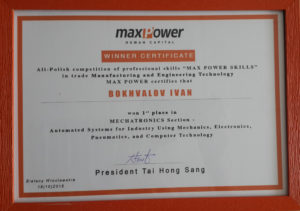 maxPower
HUMAN CAPITAL
WINNER CERTIFICATE
All-Polish competition of professional skills "MAX POWER SKILLS"
in trade Manufacturing and Engineering Technology
MAX POWER certifies that
BOKHVALOV IVAN
won 1st place in
MECHATRONICS Section -
Automated Systems for Industry Using Mechanics, Electronics,
Pneumatics, and Computer Technology
President Tai Hong Sang
Bielany Wroclawskie